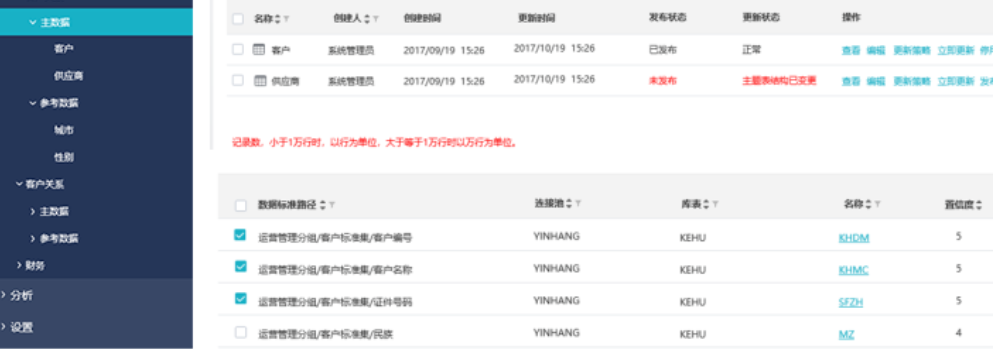 主数据
客户
供应商
参考数据
城市
性别
客户关系
主数据
参考数据
财务
分析
设置
名称 创建人 创建时间 更新时间 发布状态 更新状态 操作
客户 系统管理员 2017/09/19 15:26 2017/10/19 15:26 已发布 正常 查看 编辑 更新策略 立即更新 停用
供应商 系统管理员 2017/09/19 15:26 2017/10/19 15:26 未发布 主题表结构已变更 查看 编辑 更新策略 立即更新 发布
记录数，小于1万行时，以行为单位，大于等于1万行时以万行为单位。
数据标准路径 连接池 库表 名称 置信度
运营管理分组/客户标准集/客户编号 YINHANG KEHU KHDM 5
运营管理分组/客户标准集/客户名称 YINHANG KEHU KHMC 5
运营管理分组/客户标准集/证件号码 YINHANG KEHU SFZH 5
运营管理分组/客户标准集/民族 YINHANG KEHU MZ 4